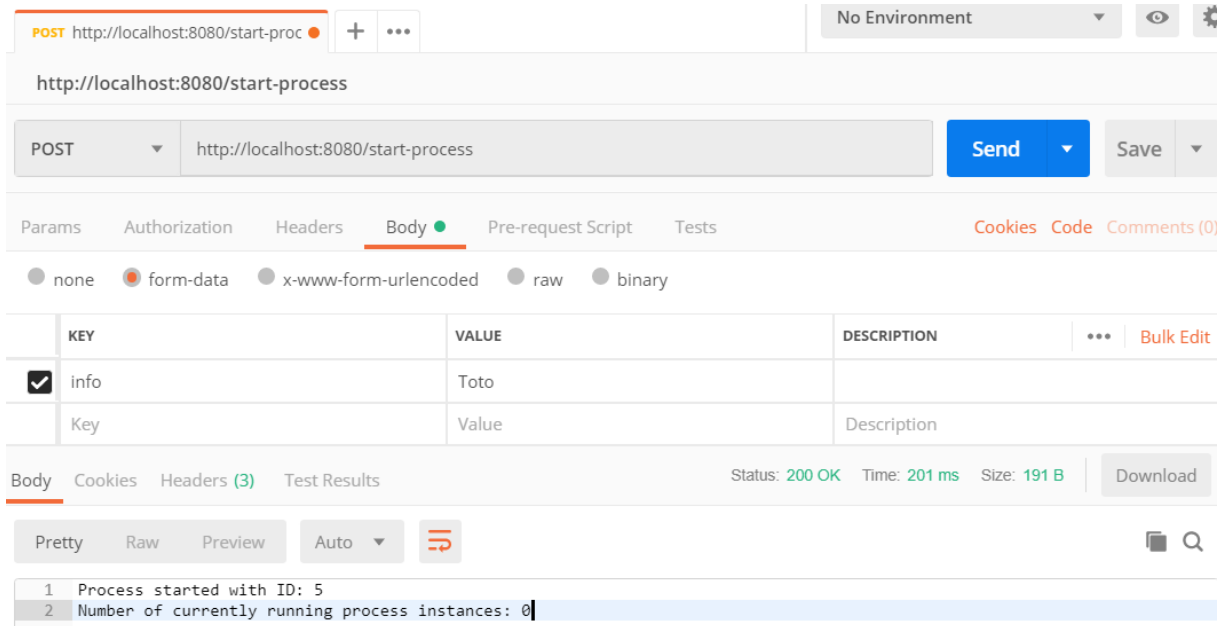 POST http://localhost:8080/start-proc + ••• No Environment
http://localhost:8080/start-process
POST http://localhost:8080/start-process Send Save
Params Authorization Headers Body Pre-request Script Tests Cookies Code Comments (0)
none form-data x-www-form-urlencoded raw binary
KEY VALUE DESCRIPTION ••• Bulk Edit
info Toto
Key Value Description
Body Cookies Headers (3) Test Results Status: 200 OK Time: 201 ms Size: 191 B Download
Pretty Raw Preview Auto
1 Process started with ID: 5
2 Number of currently running process instances: 0